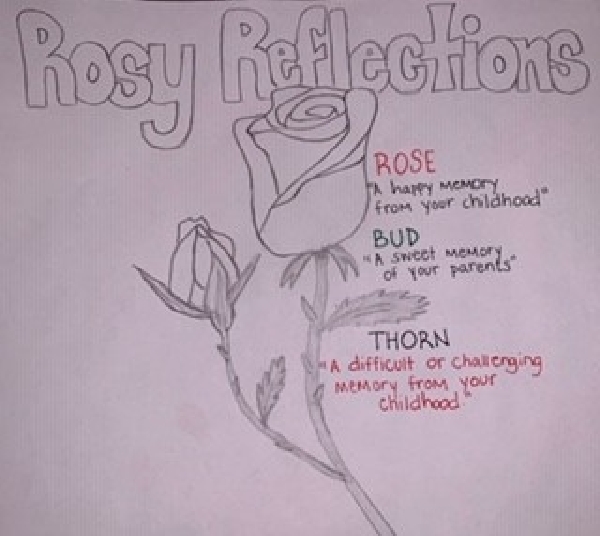 Rosy Reflections
ROSE
"A happy memory
from your childhood"
BUD
"A sweet memory
of your parents"
THORN
"A difficult or challenging
memory from your
childhood"